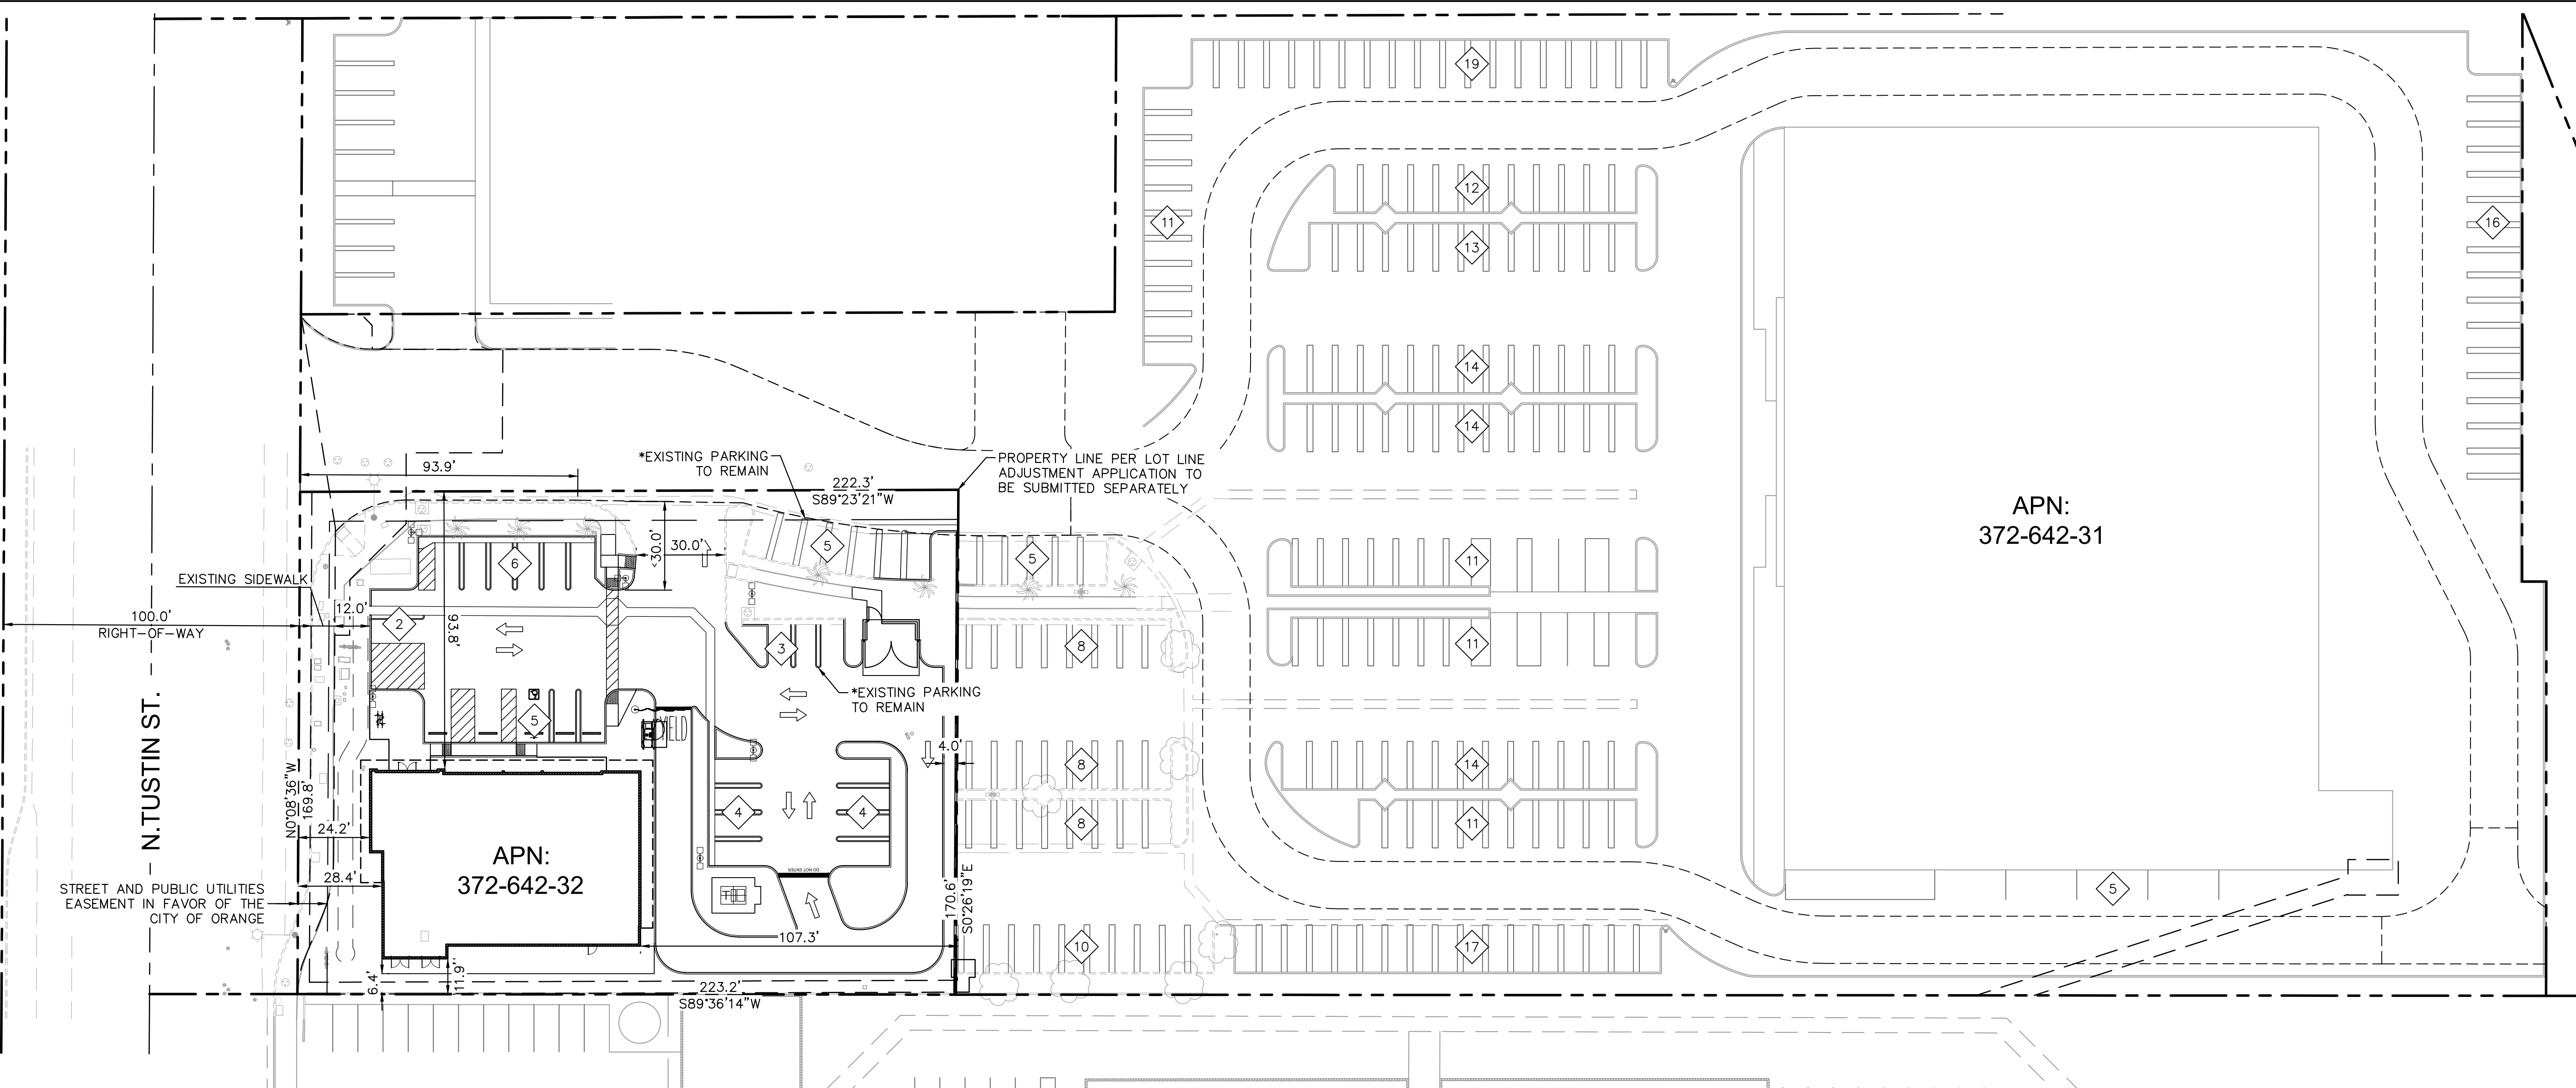 19
12
11
13
16
14
14
*EXISTING PARKING
TO REMAIN
93.9'
222.3'
S89°23'21"W
PROPERTY LINE PER LOT LINE
ADJUSTMENT APPLICATION TO
BE SUBMITTED SEPARATELY
APN:
372-642-31
<30.0'
30.0'
5
5
6
11
EXISTING SIDEWALK
100.0'
RIGHT-OF-WAY
12.0'
2
93.8'
3
8
11
*EXISTING PARKING
TO REMAIN
5
YIELD
4.0'
N.TUSTIN ST.
N0°08'36"W
169.8'
8
14
4
4
8
11
24.2'
28.4'
APN:
372-642-32
STREET AND PUBLIC UTILITIES
EASEMENT IN FAVOR OF THE
CITY OF ORANGE
DO NOT ENTER
170.6'
S0°26'19"E
5
107.3'
10
17
6.4'
11.9'
223.2'
S89°36'14"W